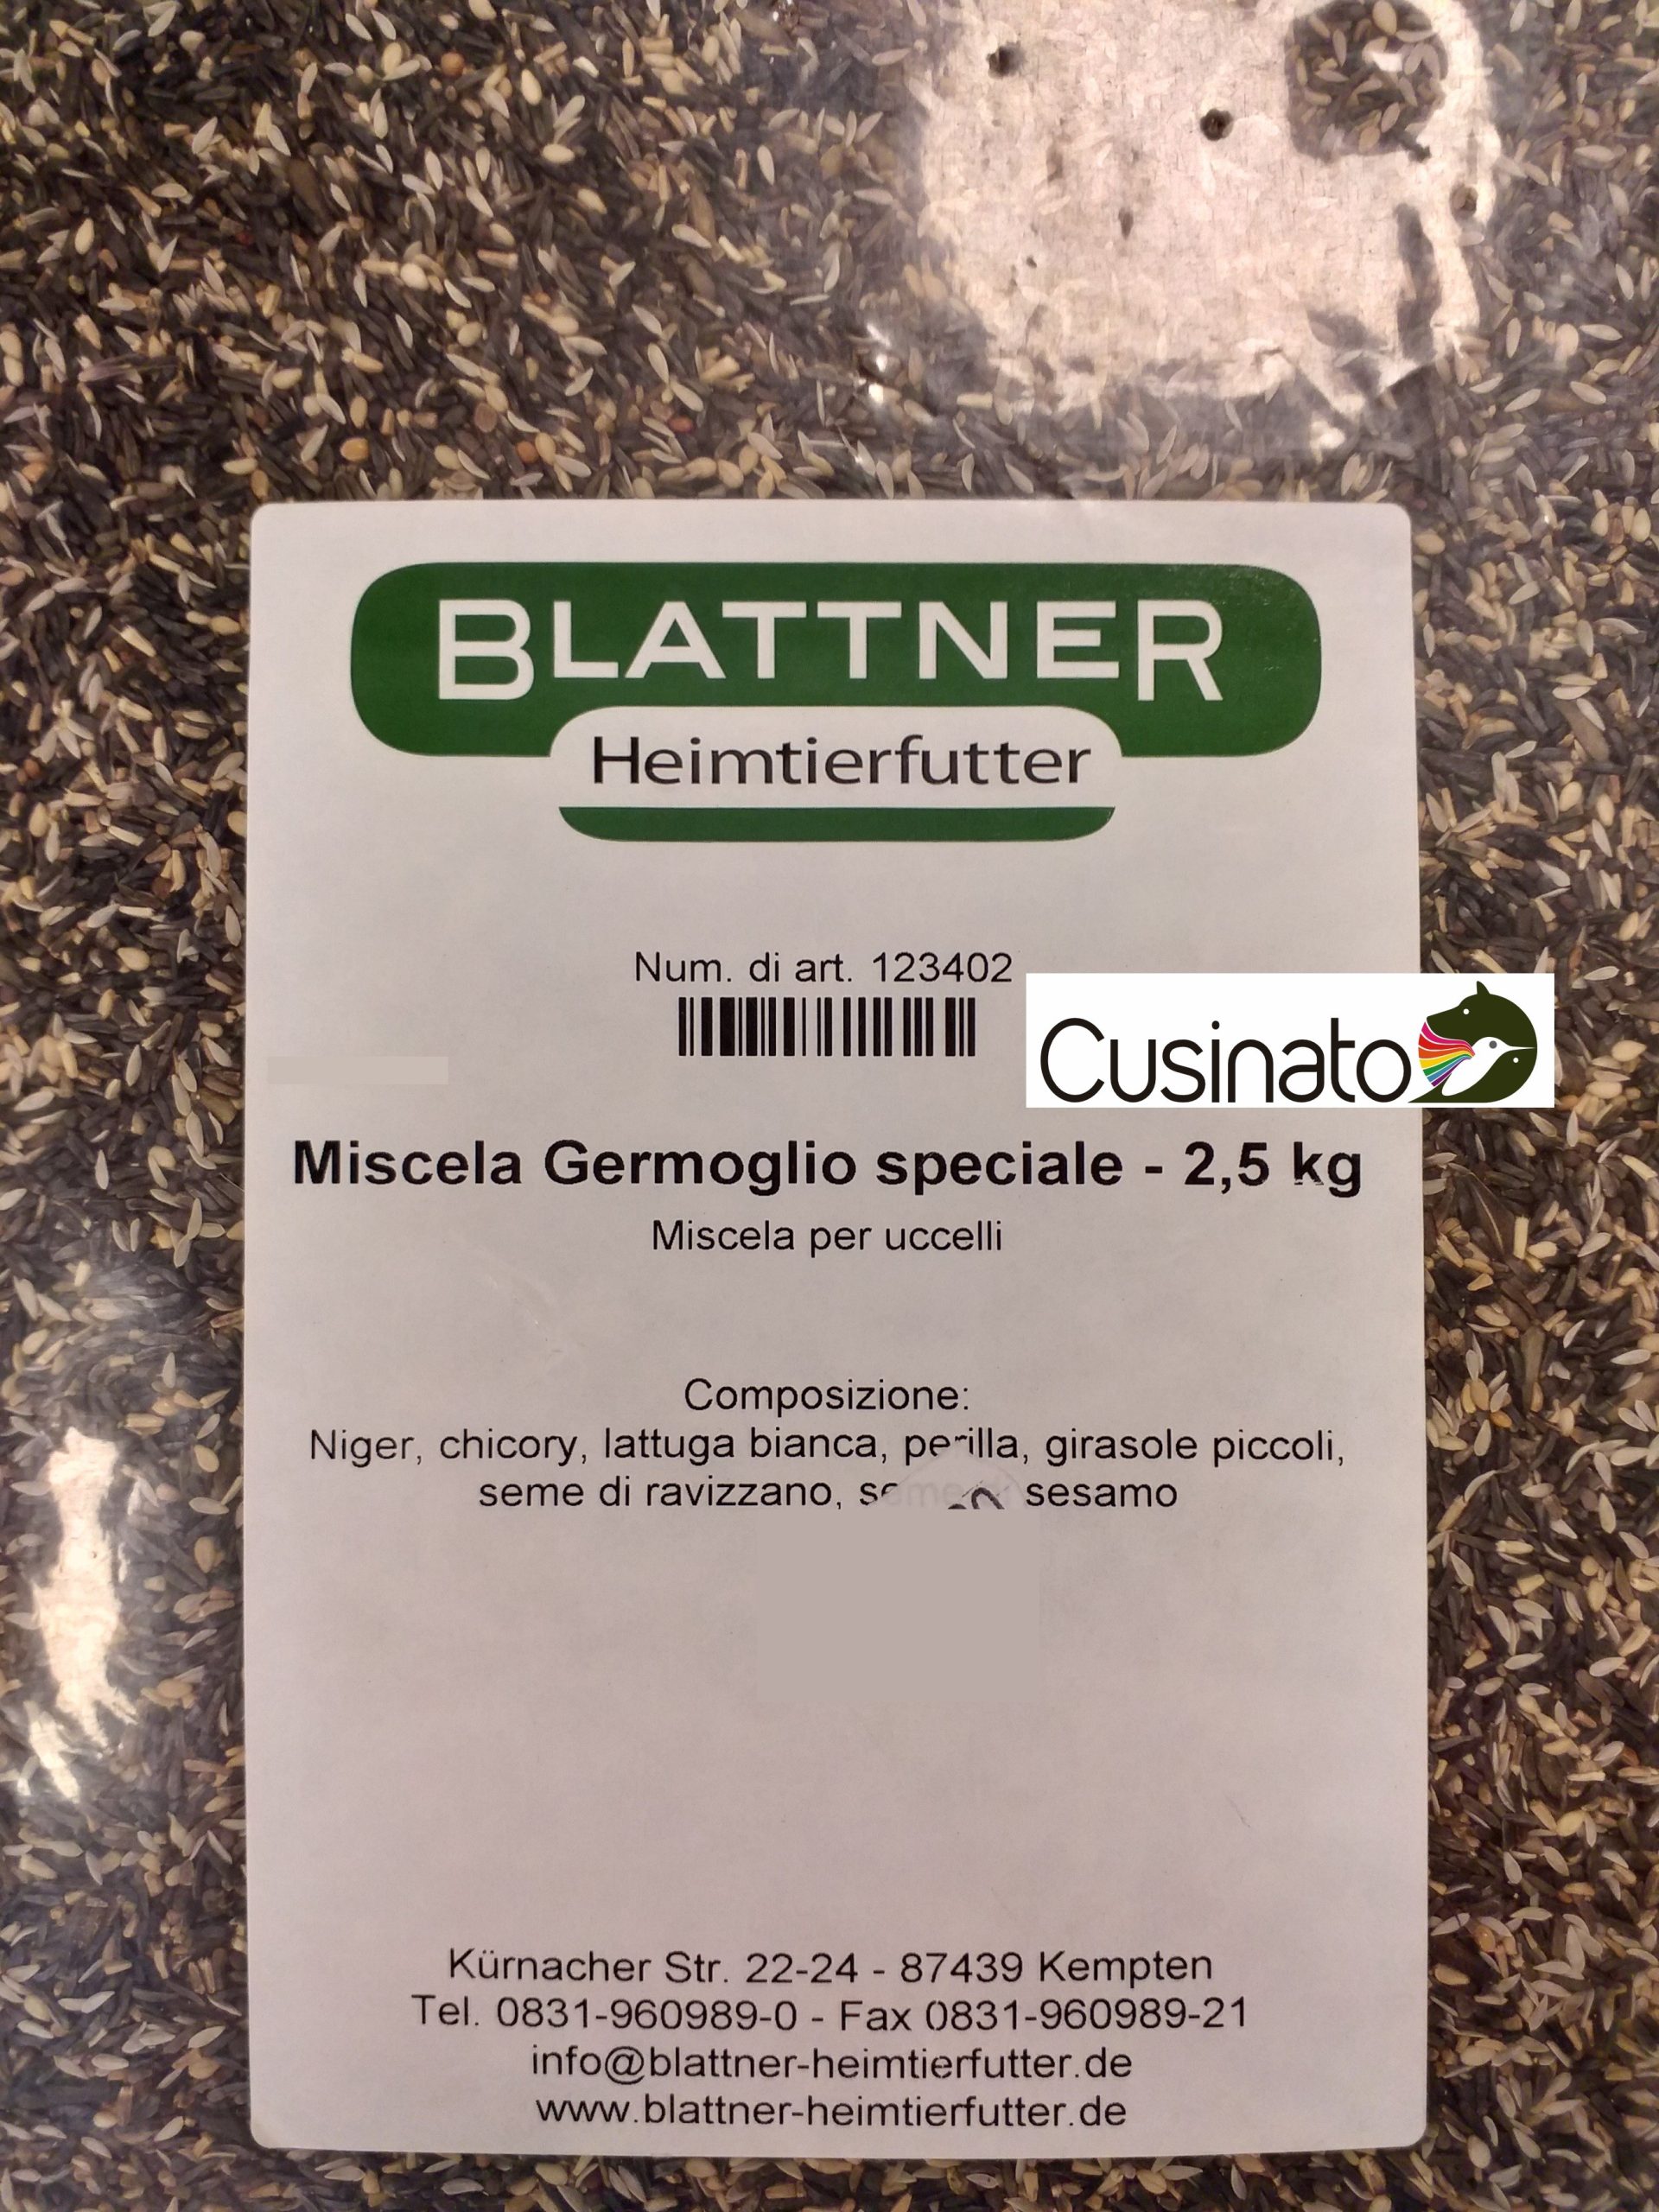 BLATTNER
Heimtierfutter
Num. di art. 123402
Cusinato
Miscela Germoglio speciale - 2,5 kg
Miscela per uccelli
Composizione:
Niger, chicory, lattuga bianca, perilla, girasole piccoli,
seme di ravizzano, sesamo
Kürnacher Str. 22-24 - 87439 Kempten
Tel. 0831-960989-0 - Fax 0831-960989-21
info@blattner-heimtierfutter.de
www.blattner-heimtierfutter.de